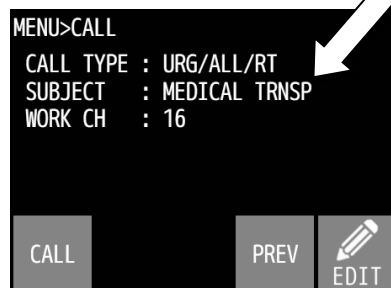 MENU>CALL
CALL TYPE : URG/ALL/RT
SUBJECT : MEDICAL TRNSP
WORK CH : 16
CALL PREV EDIT